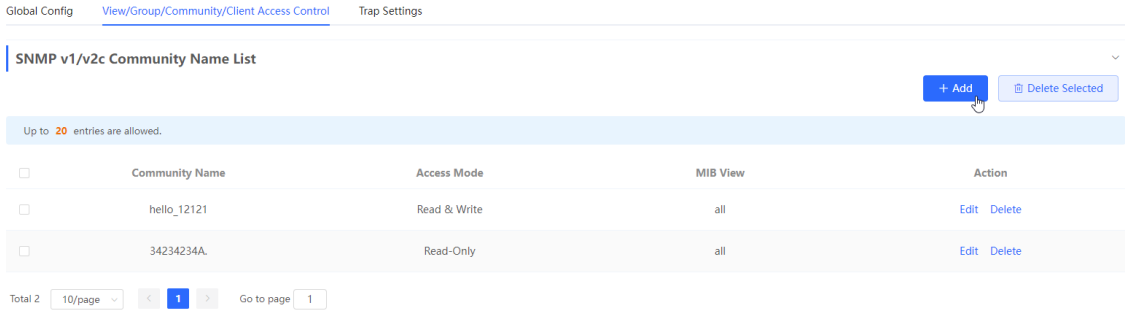 Global Config View/Group/Community/Client Access Control Trap Settings
SNMP v1/v2c Community Name List
+ Add Delete Selected
Up to 20 entries are allowed.
Community Name Access Mode MIB View Action
hello_12121 Read & Write all Edit Delete
34234234A. Read-Only all Edit Delete
Total 2 10/page < 1 > Go to page 1